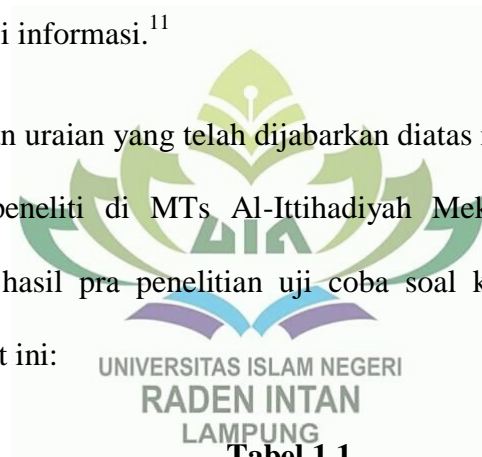 i informasi.11
n uraian yang telah dijabarkan diatas
peneliti di MTs Al-Ittihadiyah Mek
hasil pra penelitian uji coba soal k
t ini:
UIN
UNIVERSITAS ISLAM NEGERI
RADEN INTAN
LAMPUNG
Tabel 1.1